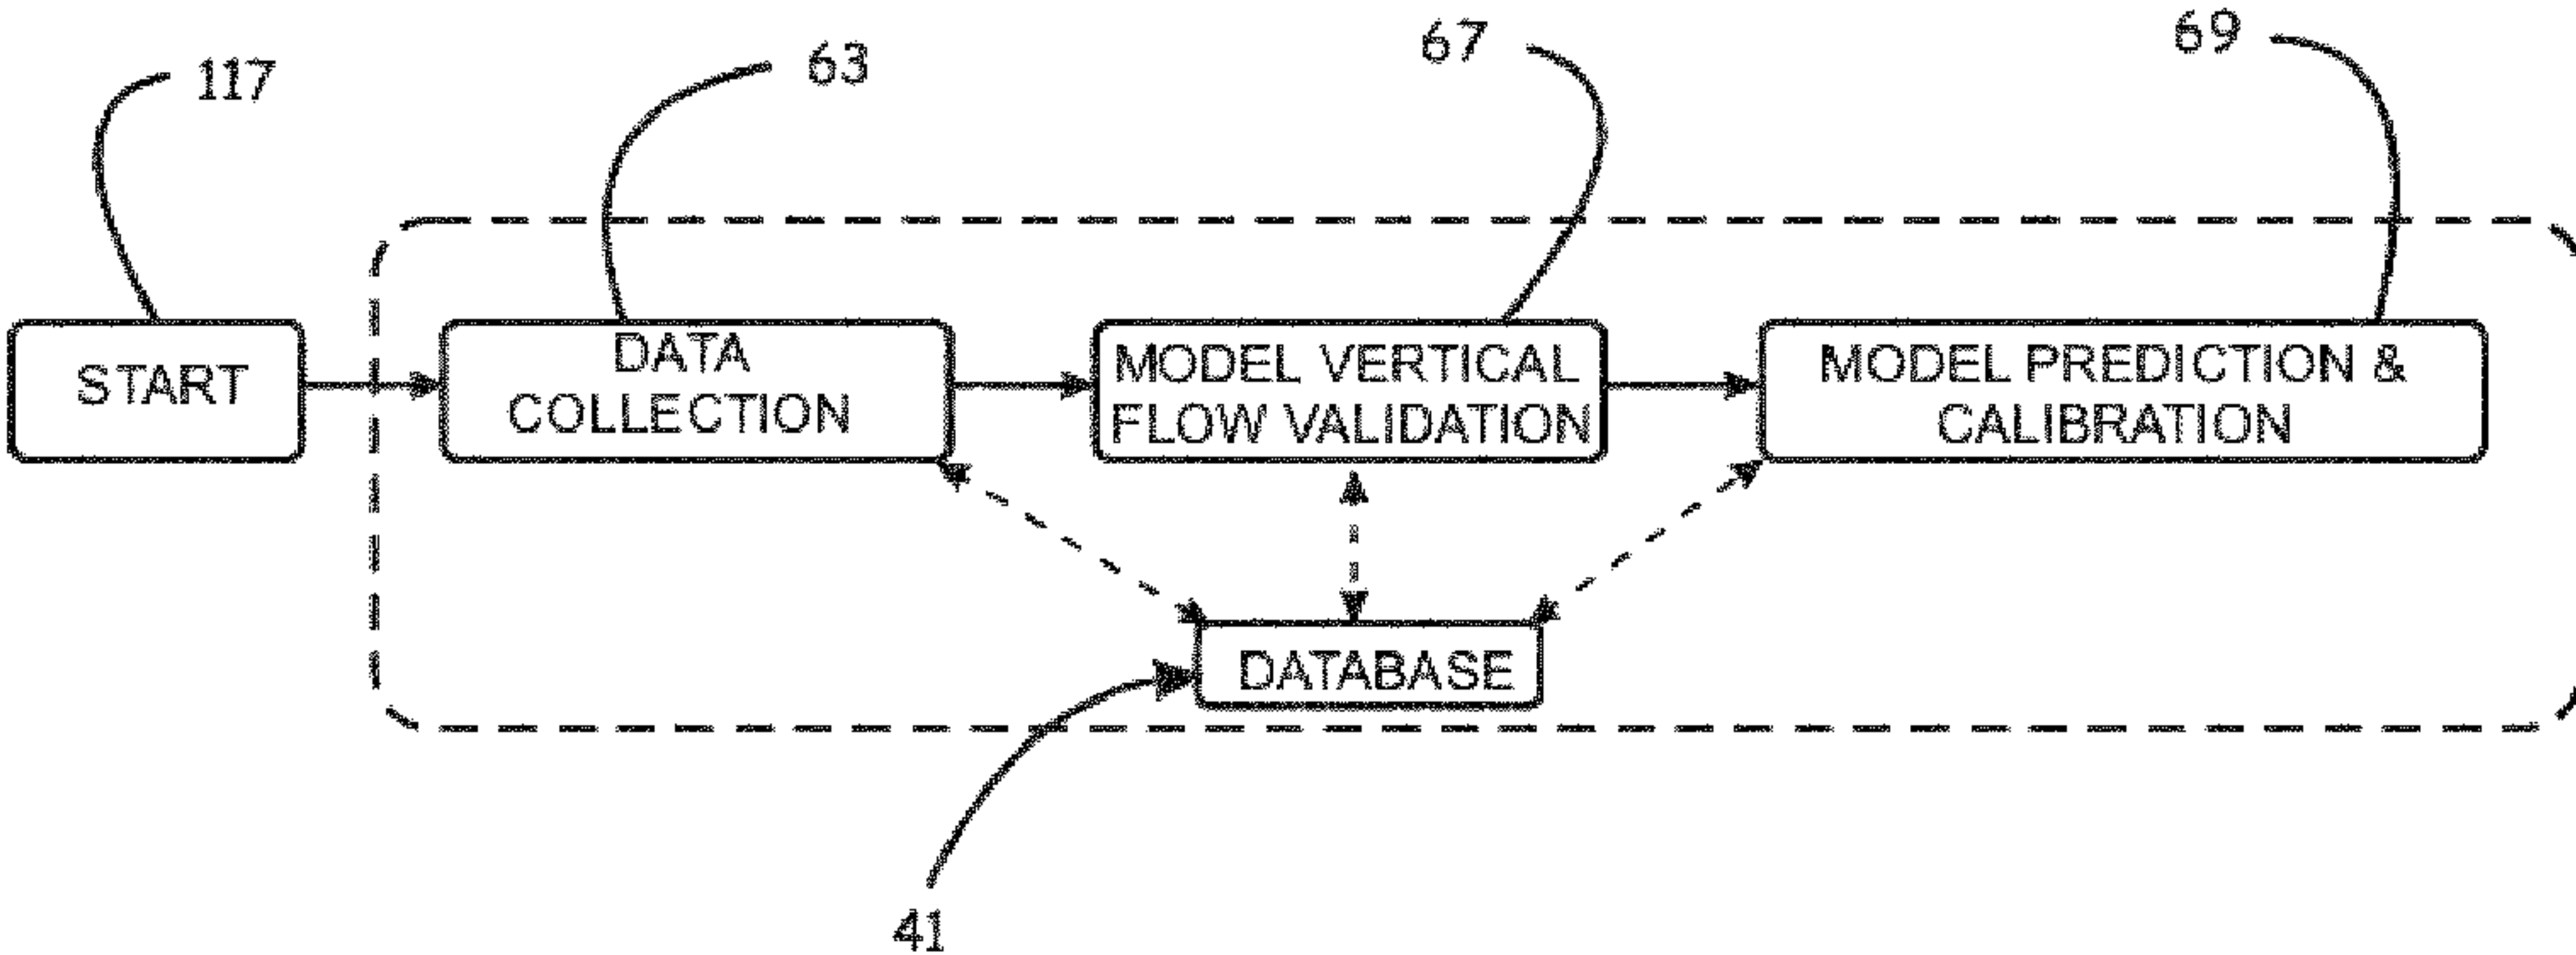 117
63
67
69
START
DATA
COLLECTION
MODEL VERTICAL
FLOW VALIDATION
MODEL PREDICTION &
CALIBRATION
DATABASE
41